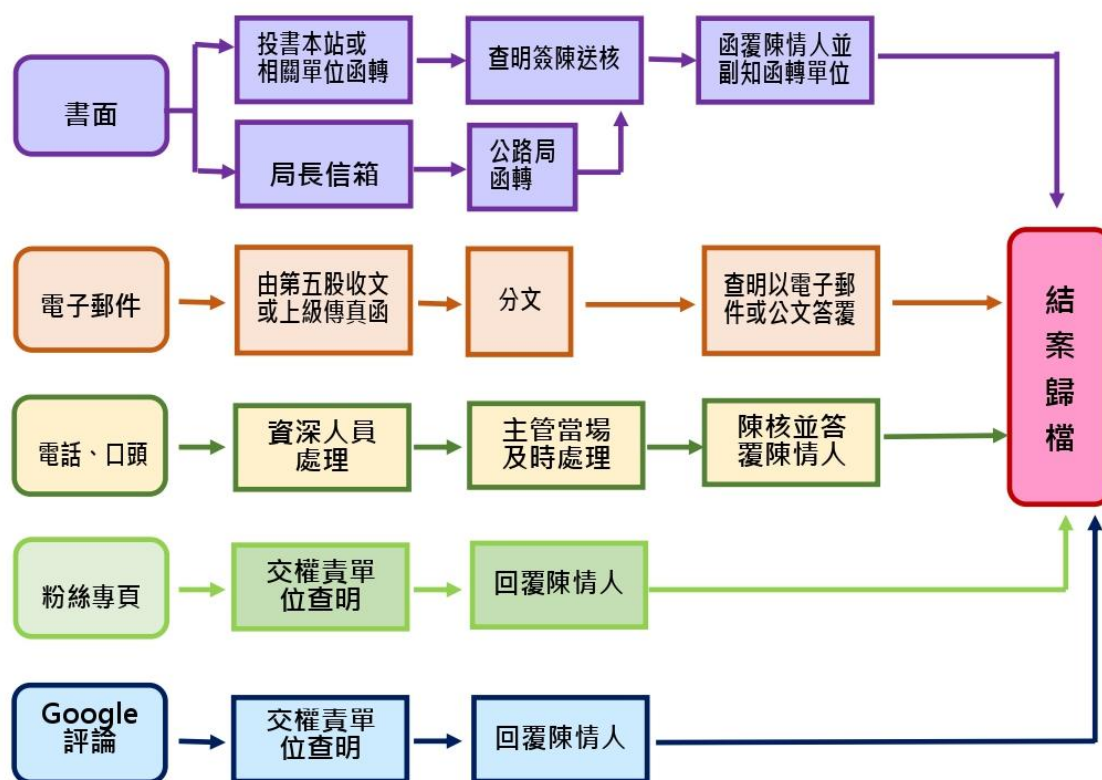 書面
投書本站或
相關單位函轉
查明簽陳送核
函覆陳情人並
副知函轉單位
局長信箱
公路局
函轉
電子郵件
由第五股收文
或上級傳真函
分文
查明以電子郵
件或公文答覆
電話、口頭
資深人員
處理
主管當場
及時處理
陳核並答
覆陳情人
粉絲專頁
交權責單
位查明
回覆陳情人
Google
評論
交權責單
位查明
回覆陳情人
結
案
歸
檔